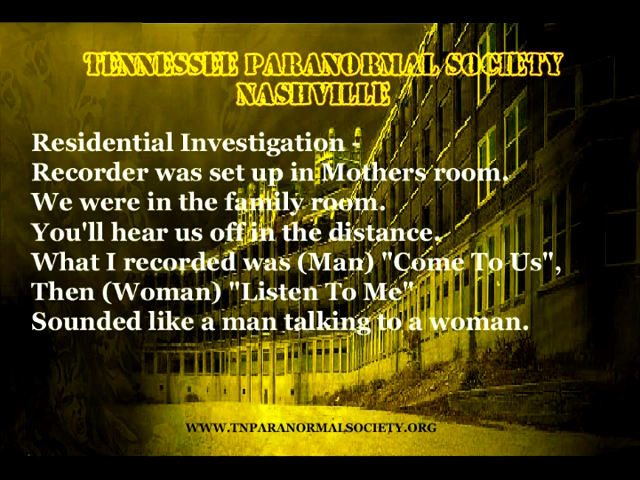 TENNESSEE PARANORMAL SOCIETY
NASHVILLE
Residential Investigation -
Recorder was set up in Mothers room.
We were in the family room.
You'll hear us off in the distance.
What I recorded was (Man) "Come To Us",
Then (Woman) "Listen To Me"
Sounded like a man talking to a woman.
WWW.TNPARANORMALSOCIETY.ORG